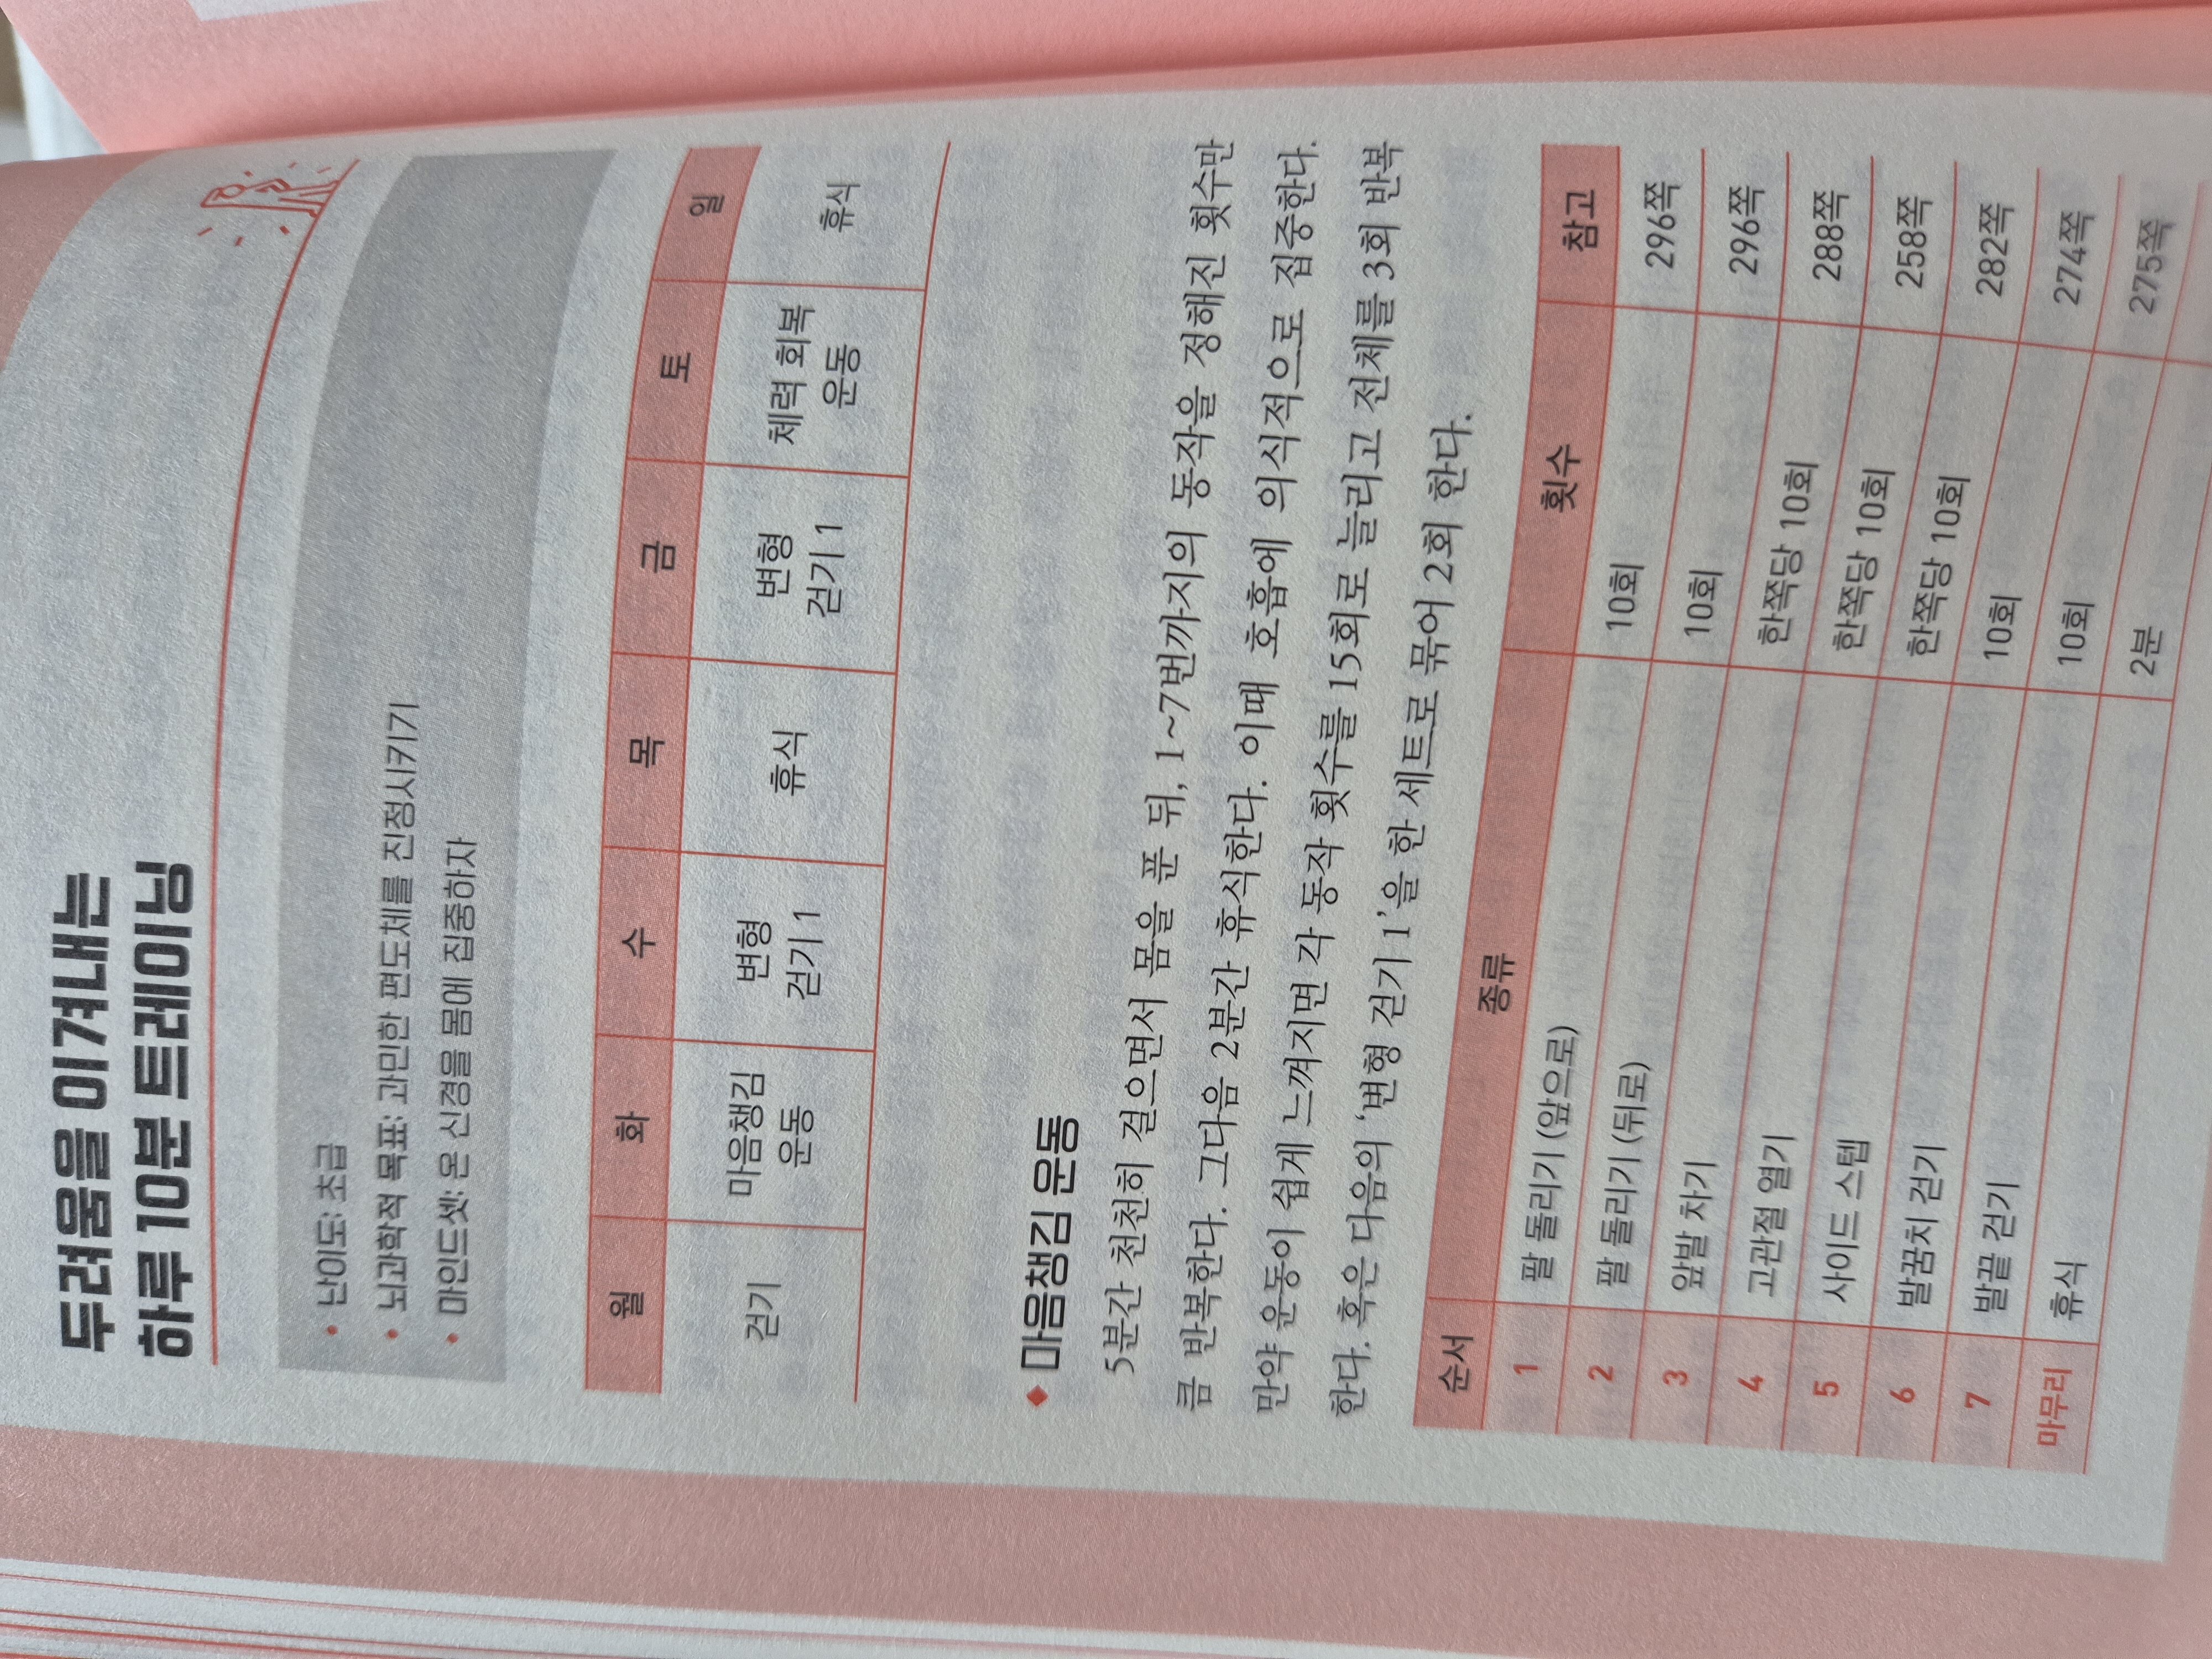 두려움을 이겨내는
하루 10분 트레이닝
• 난이도: 초급
• 뇌과학적 목표: 과민한 편도체를 진정시키기
• 마인드셋: 온 신경을 몸에 집중하자
월 화 수 목 금 토 일
걷기 마음챙김 운동 변형 걷기 1 휴식 변형 걷기 1 체력 회복 운동 휴식
◆ 마음챙김 운동
5분간 천천히 걸으면서 몸을 푼 뒤, 1~7번까지의 동작을 정해진 횟수만
큼 반복한다. 그다음 2분간 휴식한다. 이때 호흡에 의식적으로 집중한다.
만약 운동이 쉽게 느껴지면 각 동작 횟수를 15회로 늘리고 전체를 3회 반복
한다. 혹은 다음의 ‘변형 걷기 1’을 한 세트로 묶어 2회 한다.
순서 종류 횟수 참고
1 팔 돌리기 (앞으로) 10회 296쪽
2 팔 돌리기 (뒤로) 10회 296쪽
3 앞발 차기 한쪽당 10회 288쪽
4 고관절 열기 한쪽당 10회 258쪽
5 사이드 스텝 한쪽당 10회 282쪽
6 발꿈치 걷기 10회 274쪽
7 발끝 걷기 10회 275쪽
마무리 휴식 2분